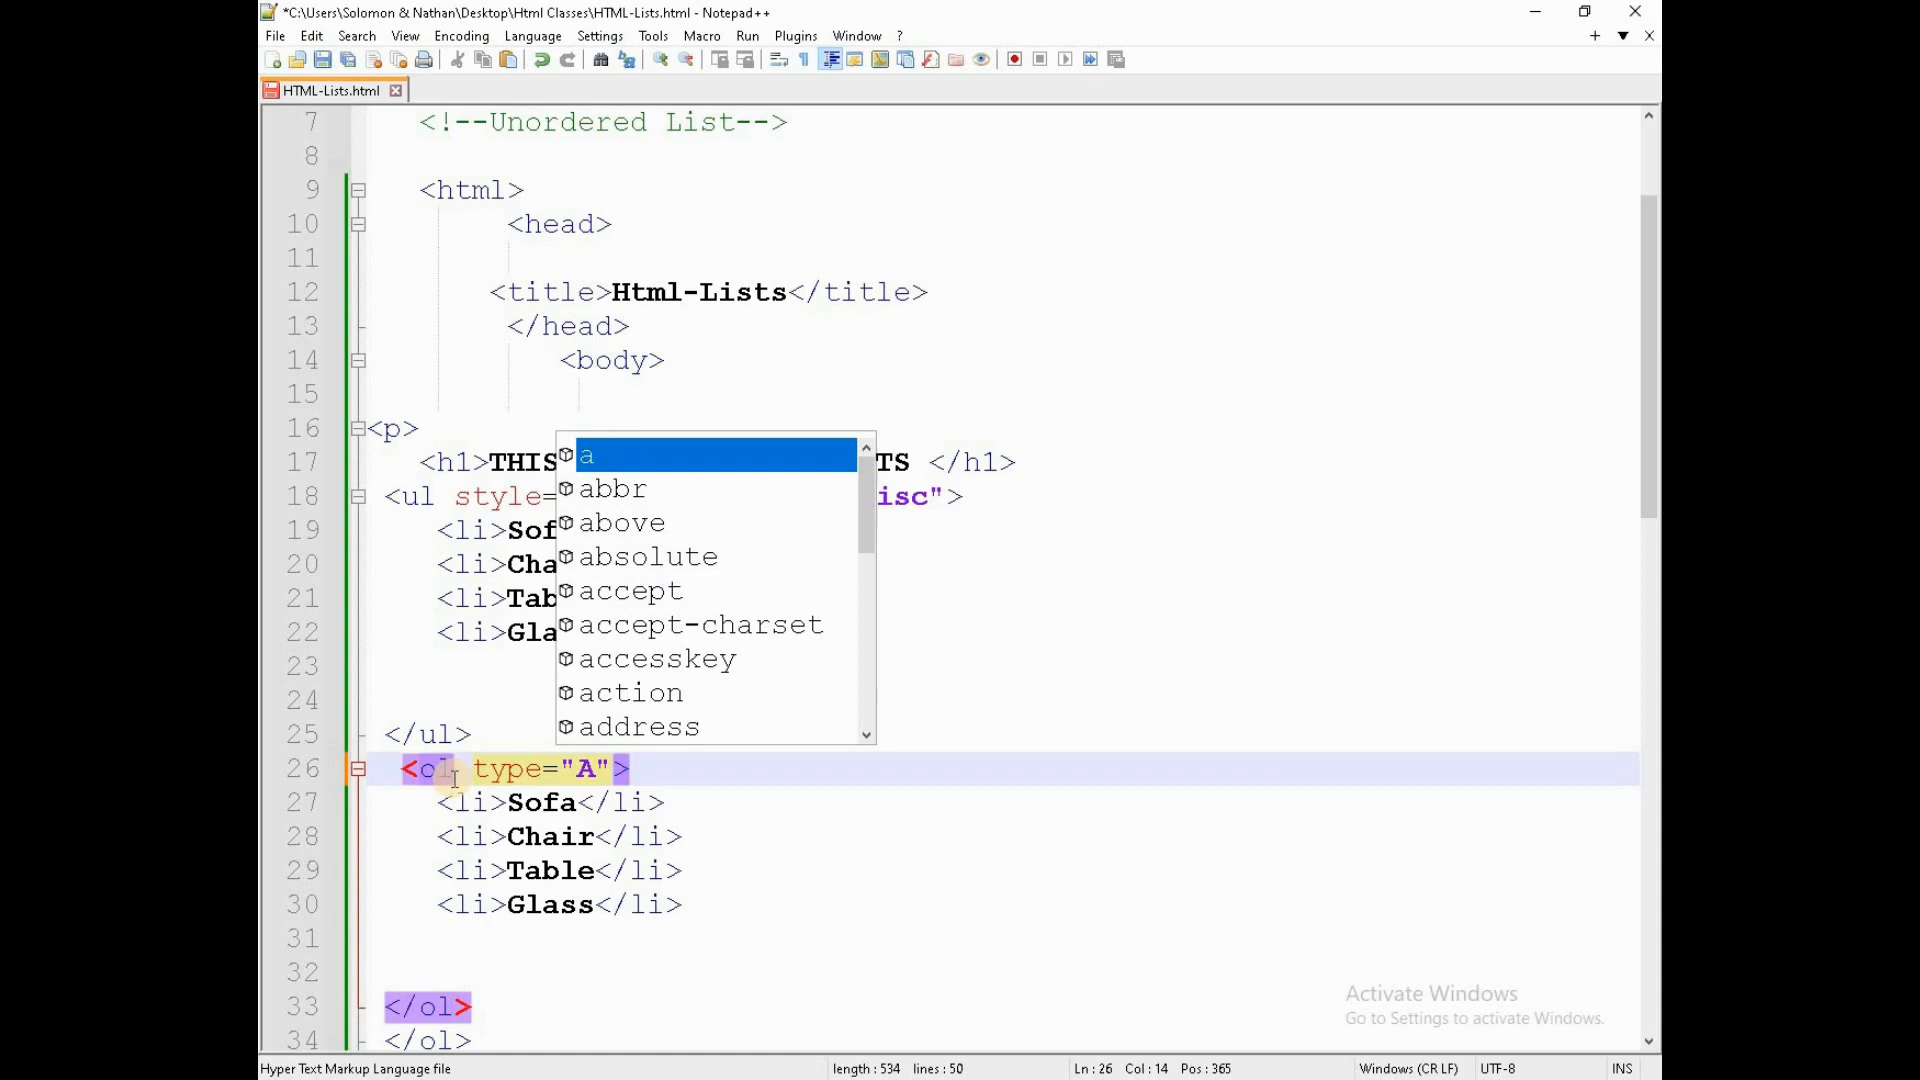 *C:\Users\Solomon & Nathan\Desktop\Html Classes\HTML-Lists.html - Notepad++
File Edit Search View Encoding Language Settings Tools Macro Run Plugins Window ?
HTML-Lists.html
7 <!--Unordered List-->
8
9 <html>
10 <head>
11
12 <title>Html-Lists</title>
13 </head>
14 <body>
15
16 <p>
17 <h1>THIS TS </h1>
18 <ul style= isc">
19 <li>Sof
20 <li>Cha
21 <li>Tab
22 <li>Gla
23
24
25 </ul>
a
abbr
above
absolute
accept
accept-charset
accesskey
action
address
26 <ol type="A">
27 <li>Sofa</li>
28 <li>Chair</li>
29 <li>Table</li>
30 <li>Glass</li>
31
32
33 </ol>
34 </ol>
Activate Windows
Go to Settings to activate Windows.
Hyper Text Markup Language file length : 534 lines : 50 Ln : 26 Col : 14 Pos : 365 Windows (CR LF) UTF-8 INS